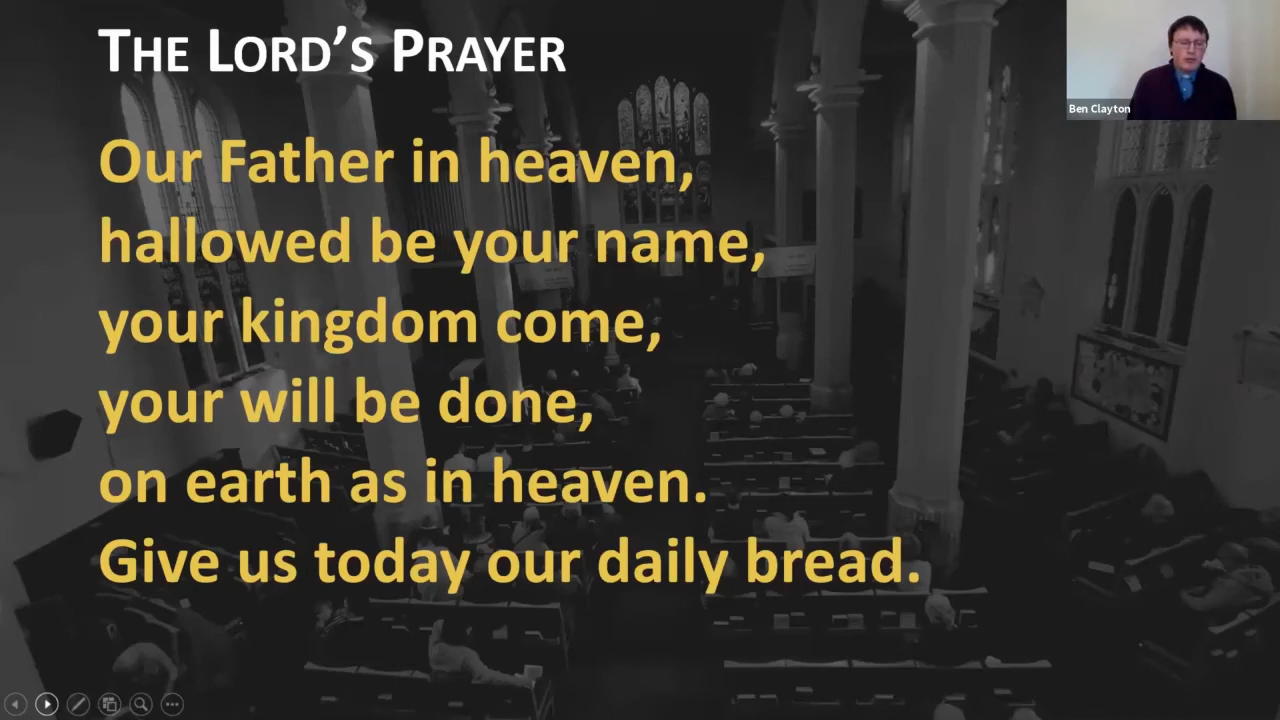 THE LORD'S PRAYER
Our Father in heaven,
hallowed be your name,
your kingdom come,
your will be done,
on earth as in heaven.
Give us today our daily bread.
Ben Clayton